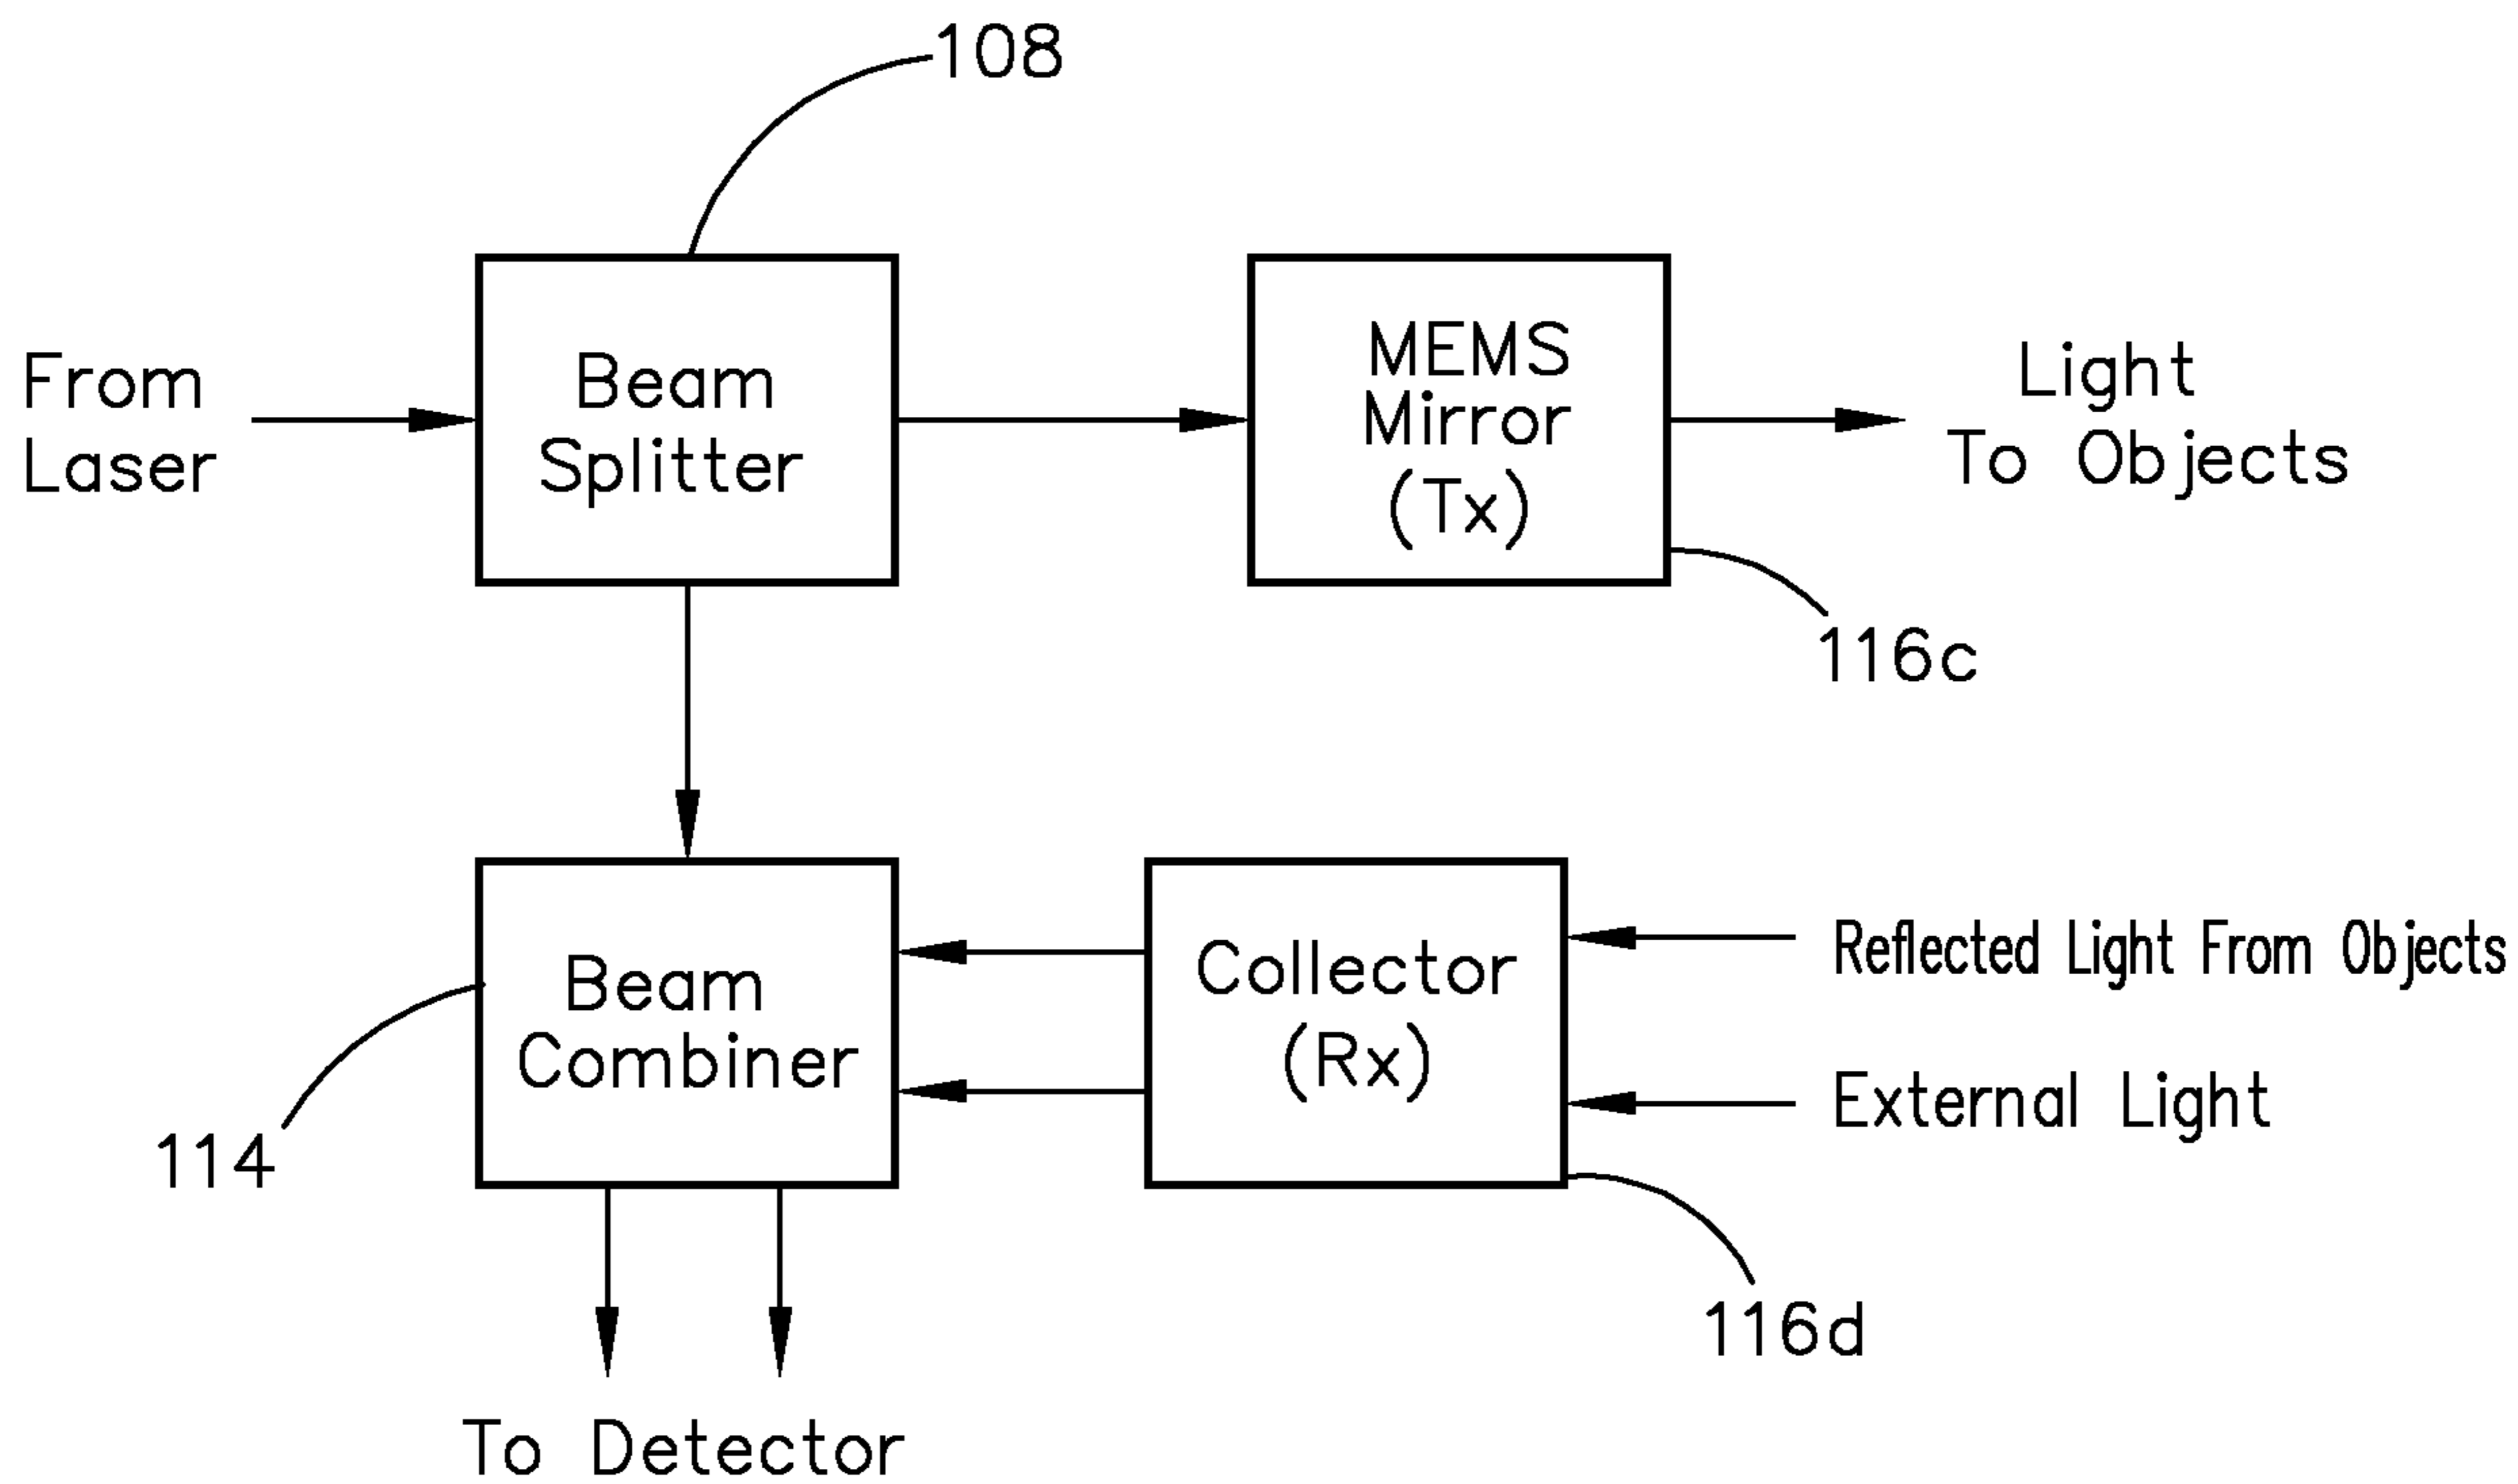 108
From
Laser
Beam
Splitter
MEMS
Mirror
(Tx)
Light
To Objects
116c
Beam
Combiner
Collector
(Rx)
Reflected Light From Objects
External Light
114
116d
To Detector